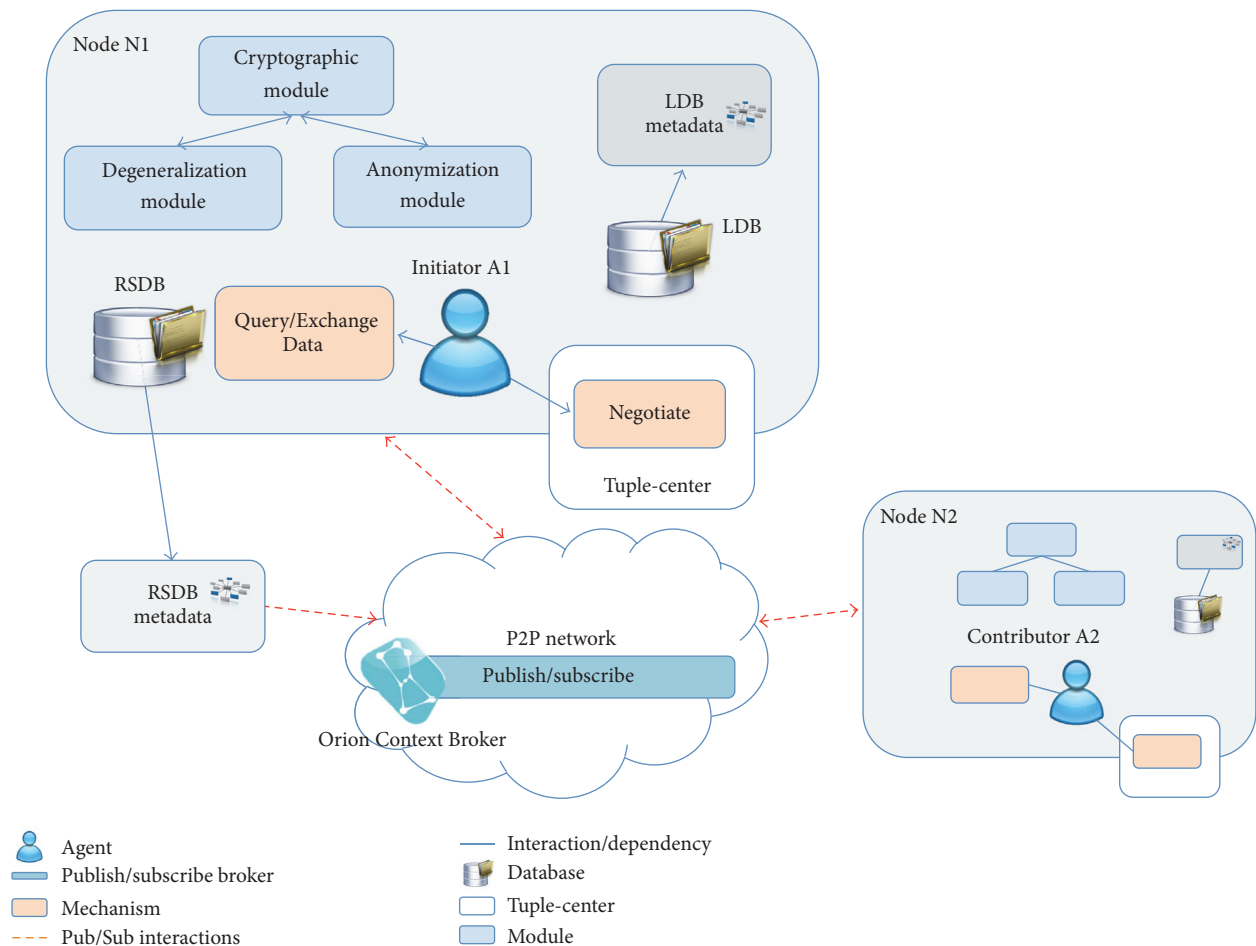 Node N1
Cryptographic
module
LDB
metadata
Degeneralization
module
Anonymization
module
LDB
RSDB
Initiator A1
Query/Exchange
Data
Negotiate
Tuple-center
Node N2
RSDB
metadata
P2P network
Publish/subscribe
Orion Context Broker
Contributor A2
Agent
Publish/subscribe broker
Mechanism
Pub/Sub interactions
Interaction/dependency
Database
Tuple-center
Module